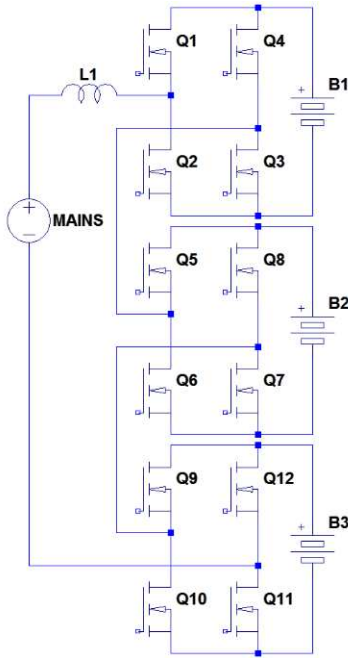 Q1 Q4
B1
+
L1
Q2 Q3
+
MAINS
−
Q5 Q8
B2
+
Q6 Q7
Q9 Q12
B3
+
Q10 Q11